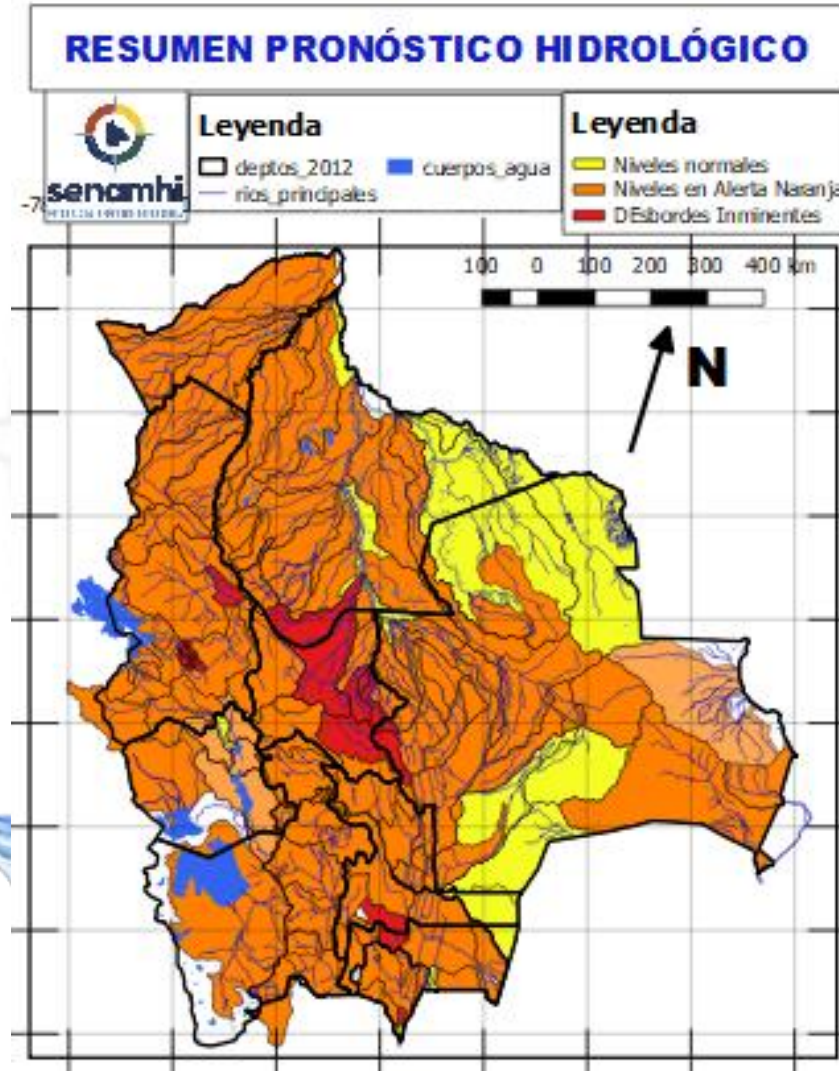 RESUMEN PRONÓSTICO HIDROLÓGICO
senamhi
Leyenda
deptos_2012
cuerpos_agua
rios_principales
Leyenda
Niveles normales
Niveles en Alerta Naranja
DEsbordes Inminentes
100 0 100 200 300 400 km
N